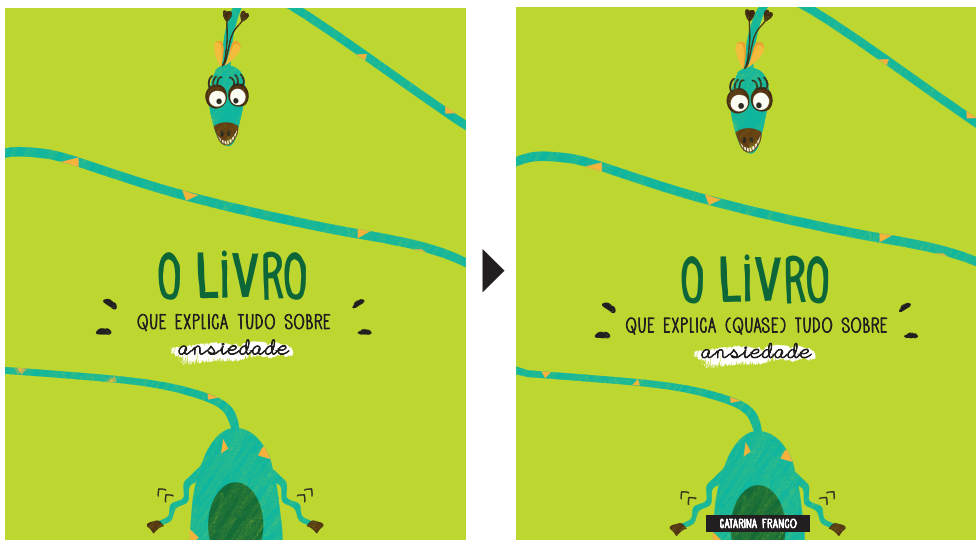 O LiVRO
QUE EXPLICA TUDO SOBRE
ansiedade
O LiVRO
QUE EXPLICA (QUASE) TUDO SOBRE
ansiedade
CATARINA FRANCO